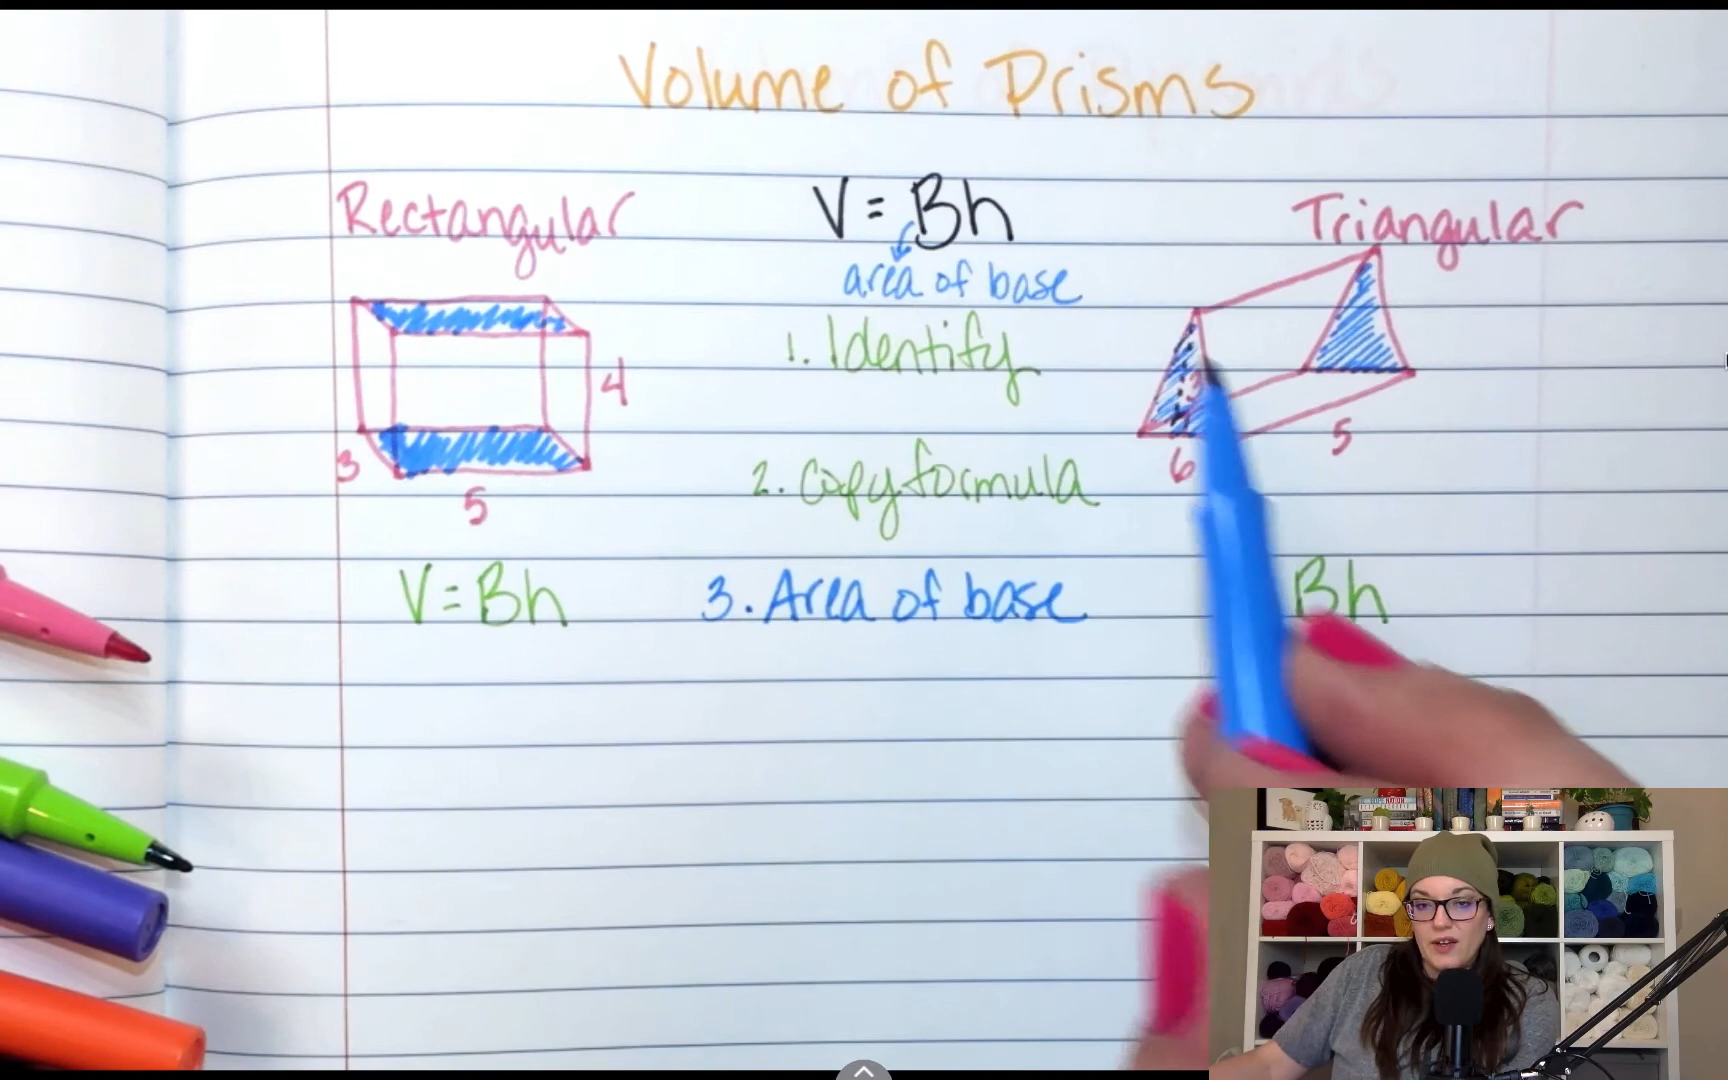 Volume of Prisms
Rectangular
V = Bh
Triangular
area of base
1. Identify
4
3
5
3
6
5
2. Copy formula
V = Bh
3. Area of base
Bh